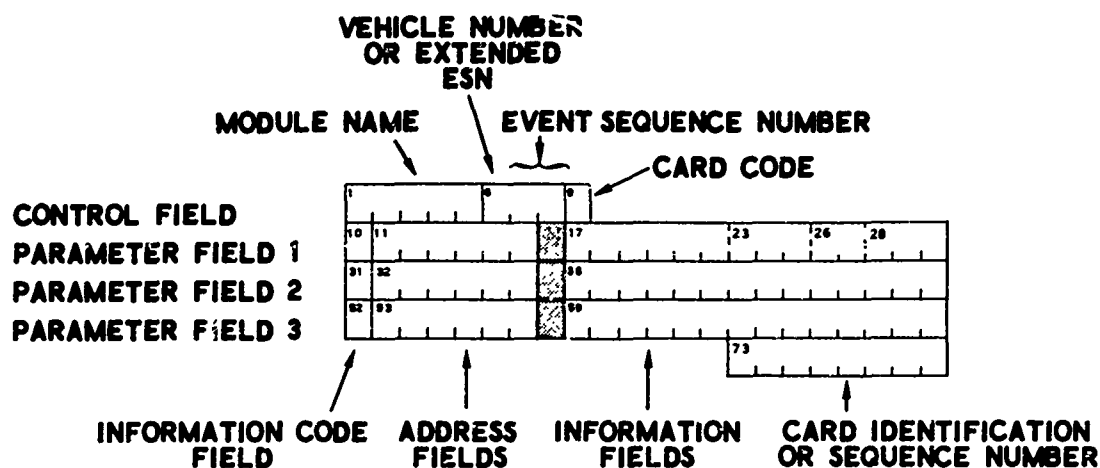 VEHICLE NUMBER
OR EXTENDED
ESN
MODULE NAME
EVENT SEQUENCE NUMBER
CARD CODE
1 6 9
CONTROL FIELD
10 11 17 23 26 28
PARAMETER FIELD 1
31 32 38
PARAMETER FIELD 2
52 53 59
PARAMETER FIELD 3
73
INFORMATION CODE
FIELD
ADDRESS
FIELDS
INFORMATION
FIELDS
CARD IDENTIFICATION
OR SEQUENCE NUMBER